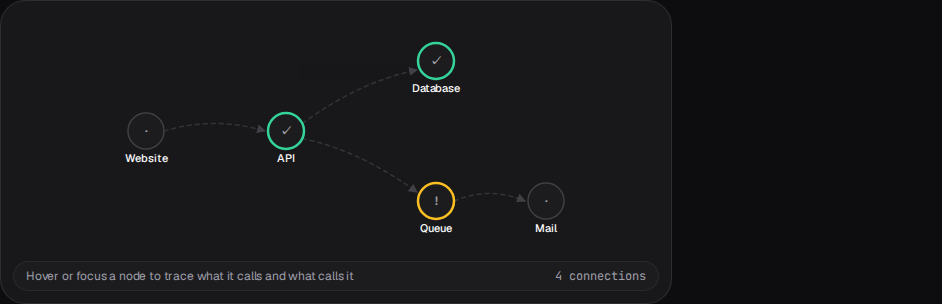 ✓
Database
·
Website
✓
API
!
Queue
·
Mail
Hover or focus a node to trace what it calls and what calls it
4 connections